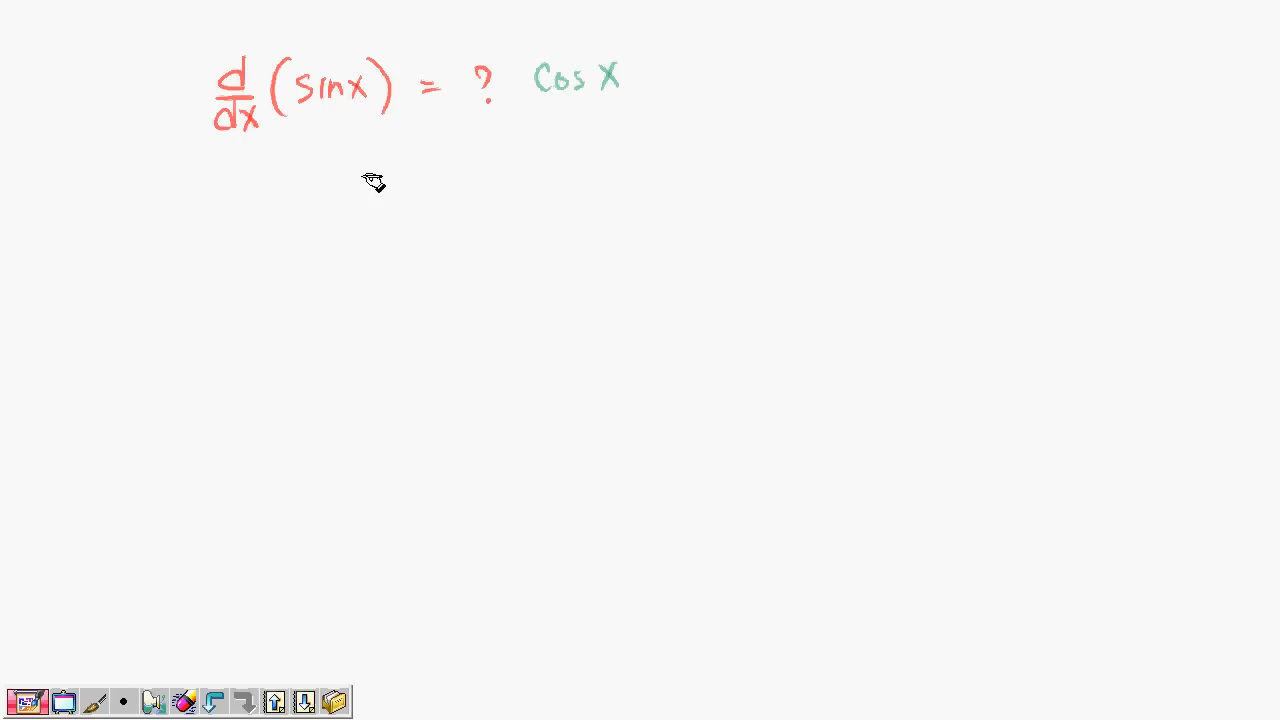 d/dx (sinx) = ? cos x